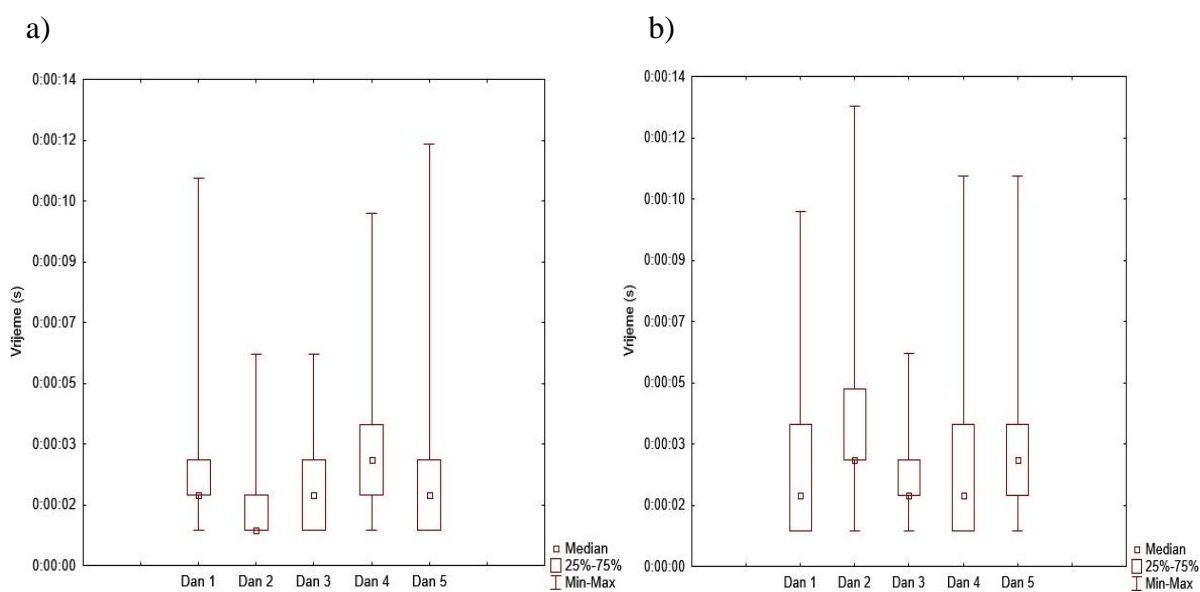 a)
0:00:14
0:00:12
0:00:10
0:00:09
0:00:07
0:00:05
0:00:03
0:00:02
0:00:00
Vrijeme (s)
Dan 1 Dan 2 Dan 3 Dan 4 Dan 5
Median
25%-75%
Min-Max
b)
0:00:14
0:00:12
0:00:10
0:00:09
0:00:07
0:00:05
0:00:03
0:00:02
0:00:00
Vrijeme (s)
Dan 1 Dan 2 Dan 3 Dan 4 Dan 5
Median
25%-75%
Min-Max